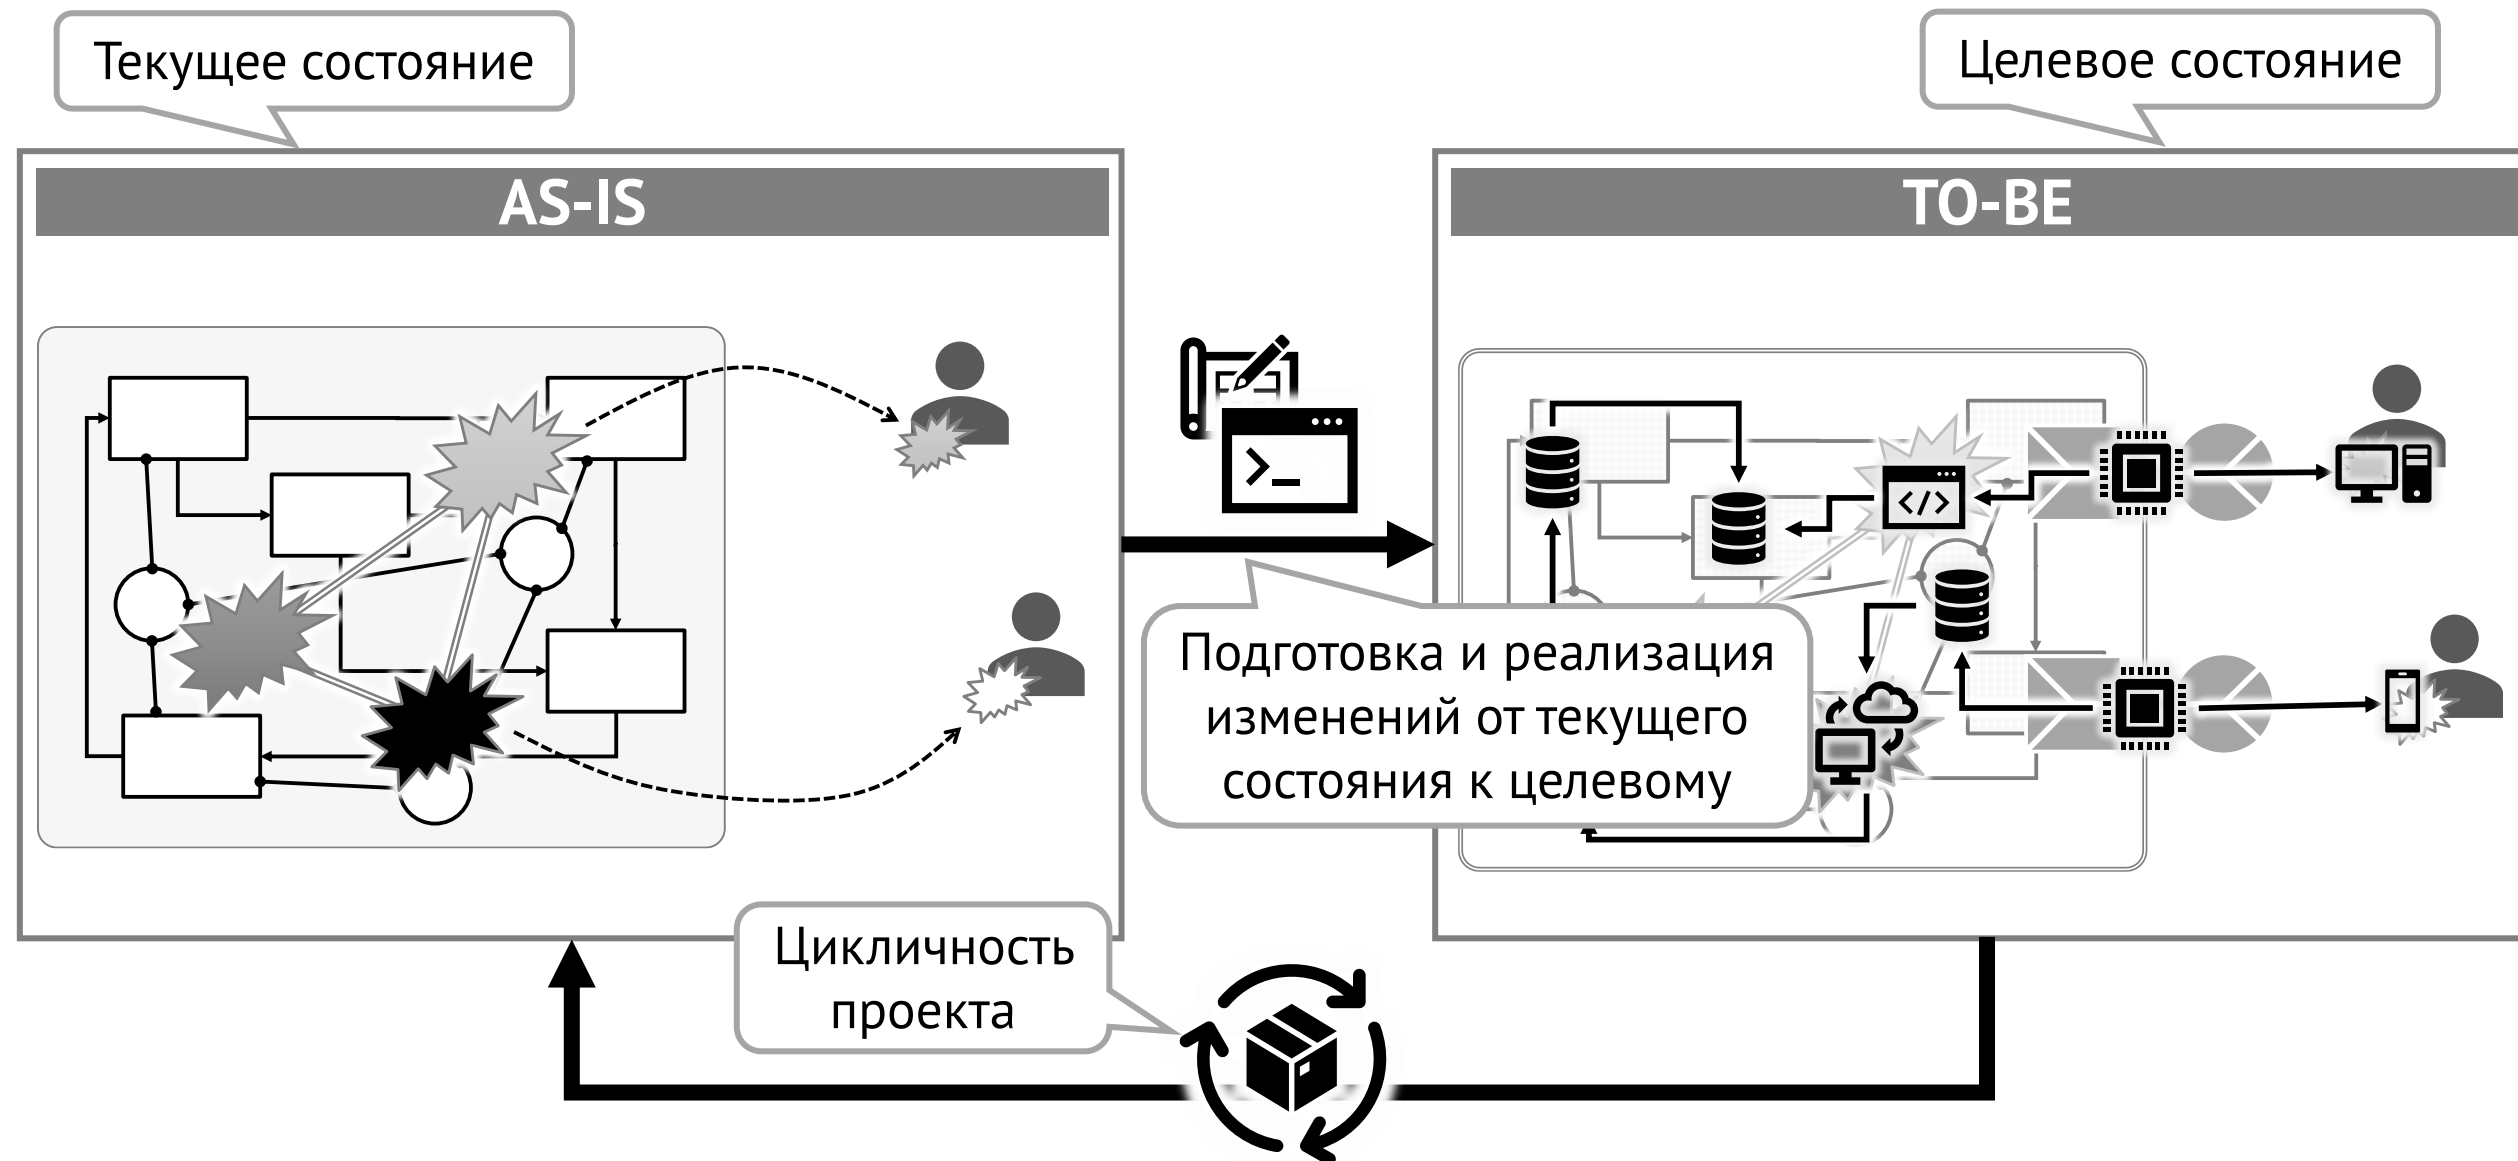 Текущее состояние
Целевое состояние
AS-IS
TO-BE
Подготовка и реализация
изменений от текущего
состояния к целевому
Цикличность
проекта